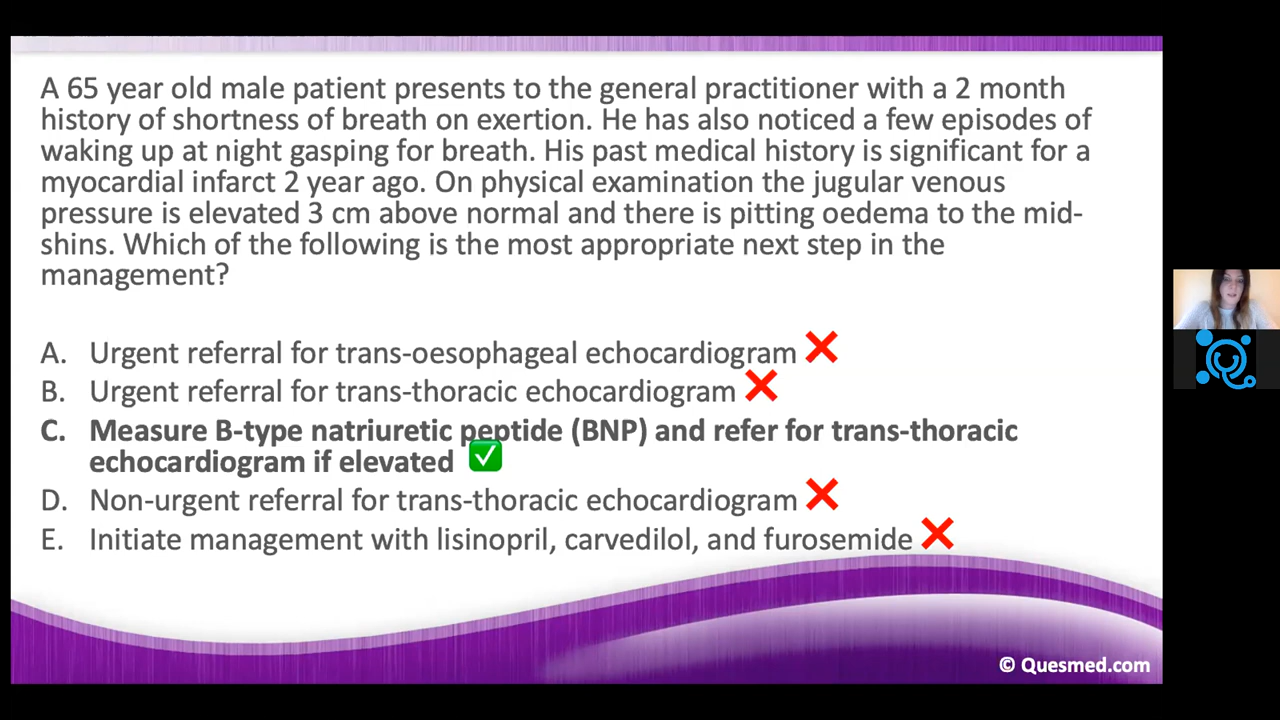 A 65 year old male patient presents to the general practitioner with a 2 month
history of shortness of breath on exertion. He has also noticed a few episodes of
waking up at night gasping for breath. His past medical history is significant for a
myocardial infarct 2 year ago. On physical examination the jugular venous
pressure is elevated 3 cm above normal and there is pitting oedema to the mid-
shins. Which of the following is the most appropriate next step in the
management?
A. Urgent referral for trans-oesophageal echocardiogram ❌
B. Urgent referral for trans-thoracic echocardiogram ❌
C. Measure B-type natriuretic peptide (BNP) and refer for trans-thoracic
echocardiogram if elevated ✅
D. Non-urgent referral for trans-thoracic echocardiogram ❌
E. Initiate management with lisinopril, carvedilol, and furosemide ❌
© Quesmed.com